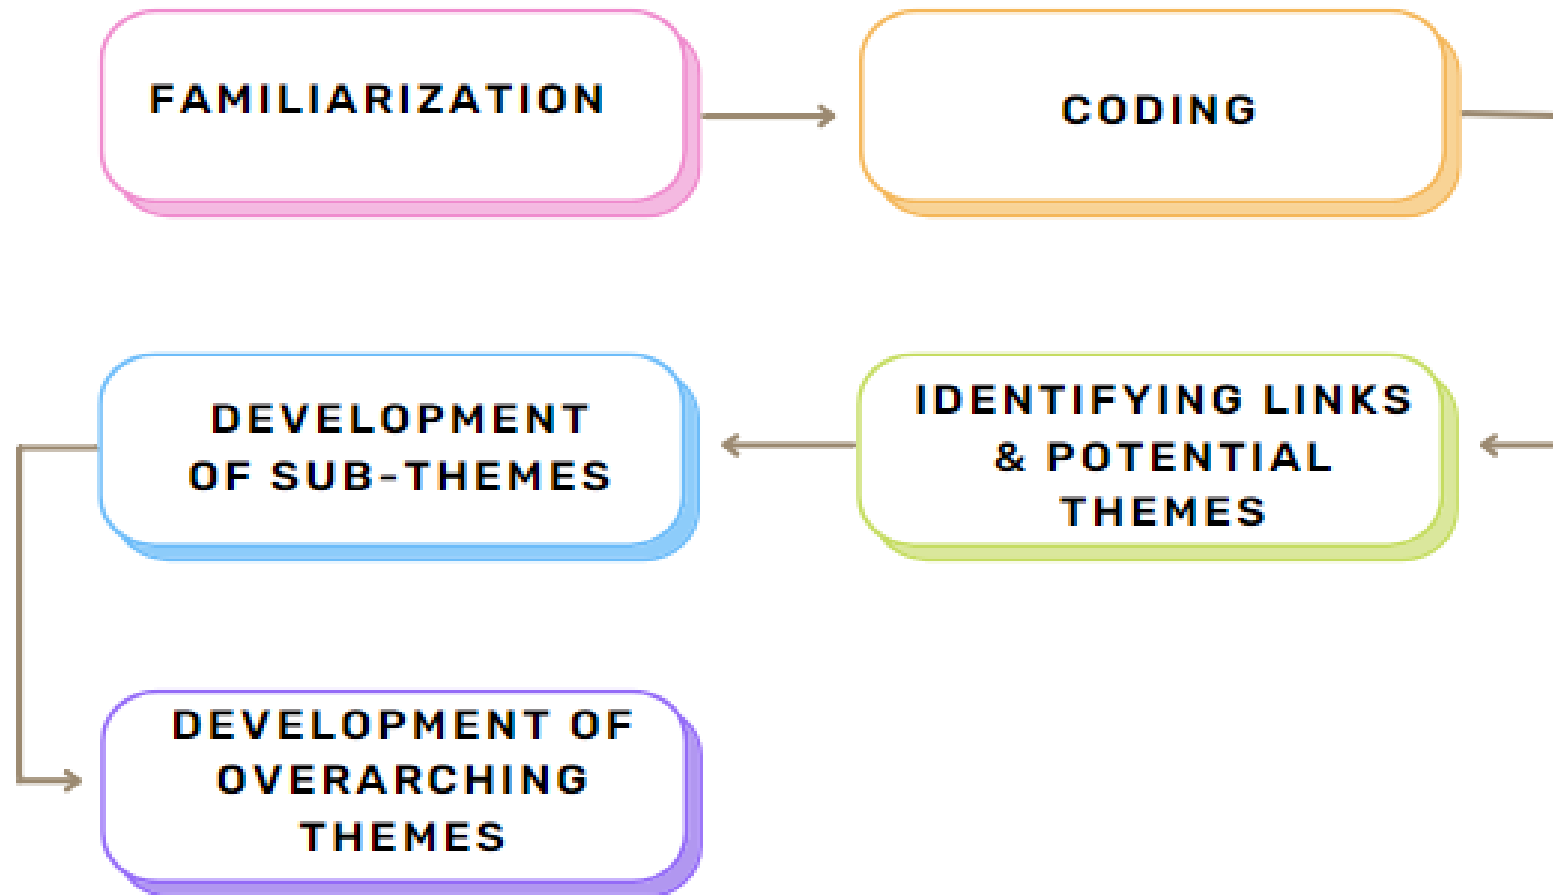 FAMILIARIZATION
CODING
IDENTIFYING LINKS
& POTENTIAL
THEMES
DEVELOPMENT
OF SUB-THEMES
DEVELOPMENT OF
OVERARCHING
THEMES